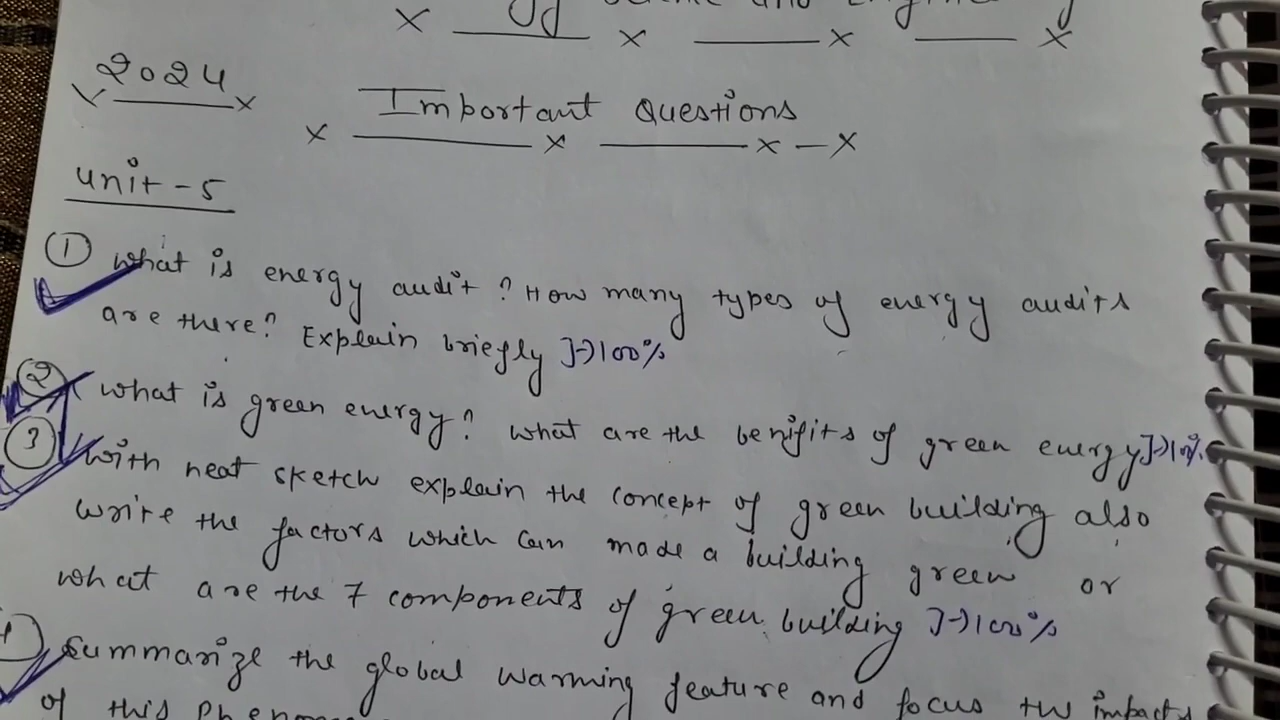 and
2024
Important Questions
Unit-5
① What is energy audit? How many types of energy audits
are there? Explain briefly ]→100%
② What is green energy? What are the benifits of green energy]→
③ With neat sketch explain the concept of green building also
write the factors which can made a building green or
what are the 7 components of green building ]→100%
Summarize the global warming feature and focus the impacts
of this